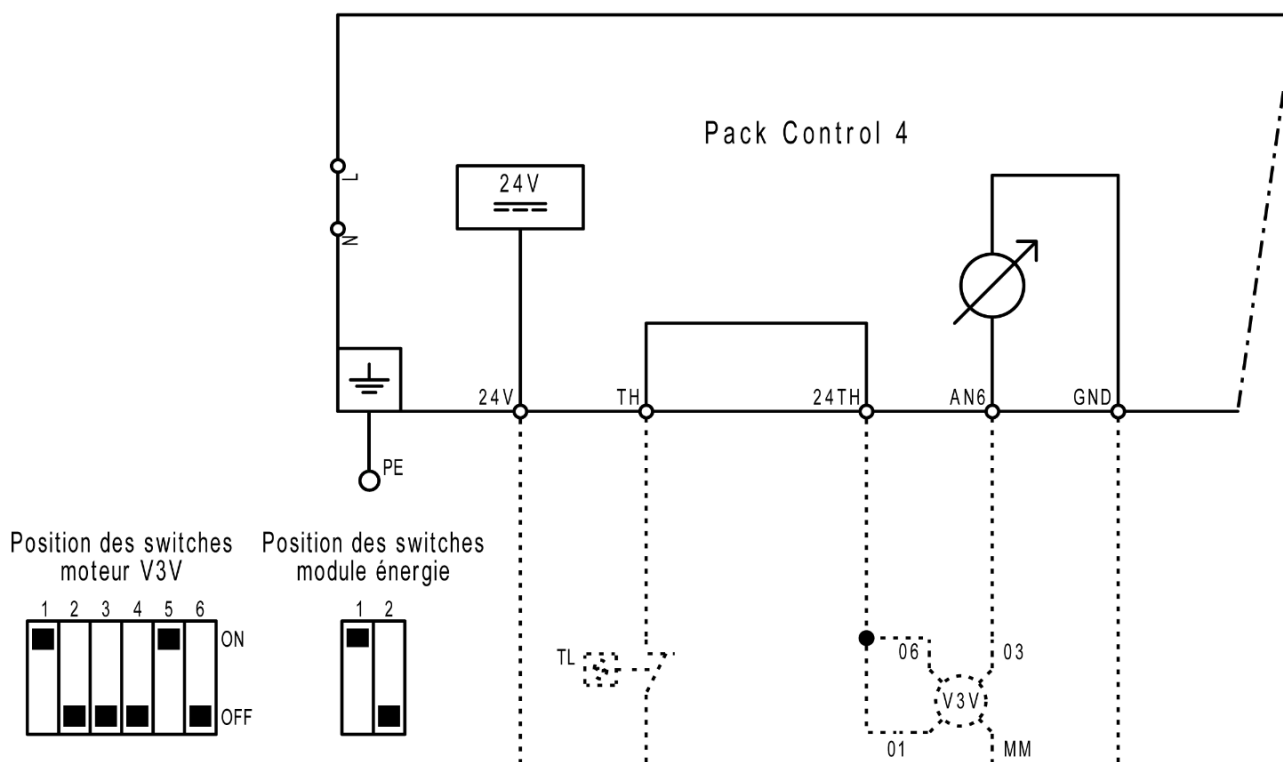 Pack Control 4
L
24V
N
24V
TH
24TH
AN6
GND
PE
Position des switches
moteur V3V
Position des switches
module énergie
1 2 3 4 5 6
1 2
ON
TL
06
03
V3V
OFF
01
MM